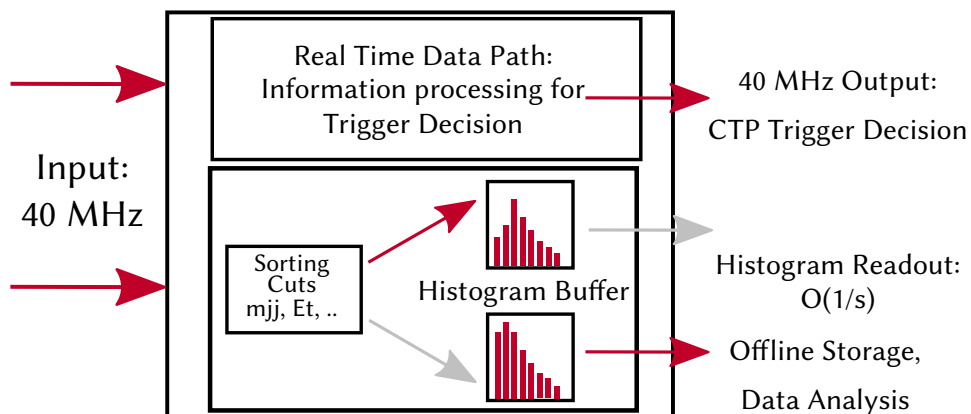 Input:
40 MHz
Real Time Data Path:
Information processing for
Trigger Decision
40 MHz Output:
CTP Trigger Decision
Sorting
Cuts
mjj, Et, ..
Histogram Buffer
Histogram Readout:
O(1/s)
Offline Storage,
Data Analysis